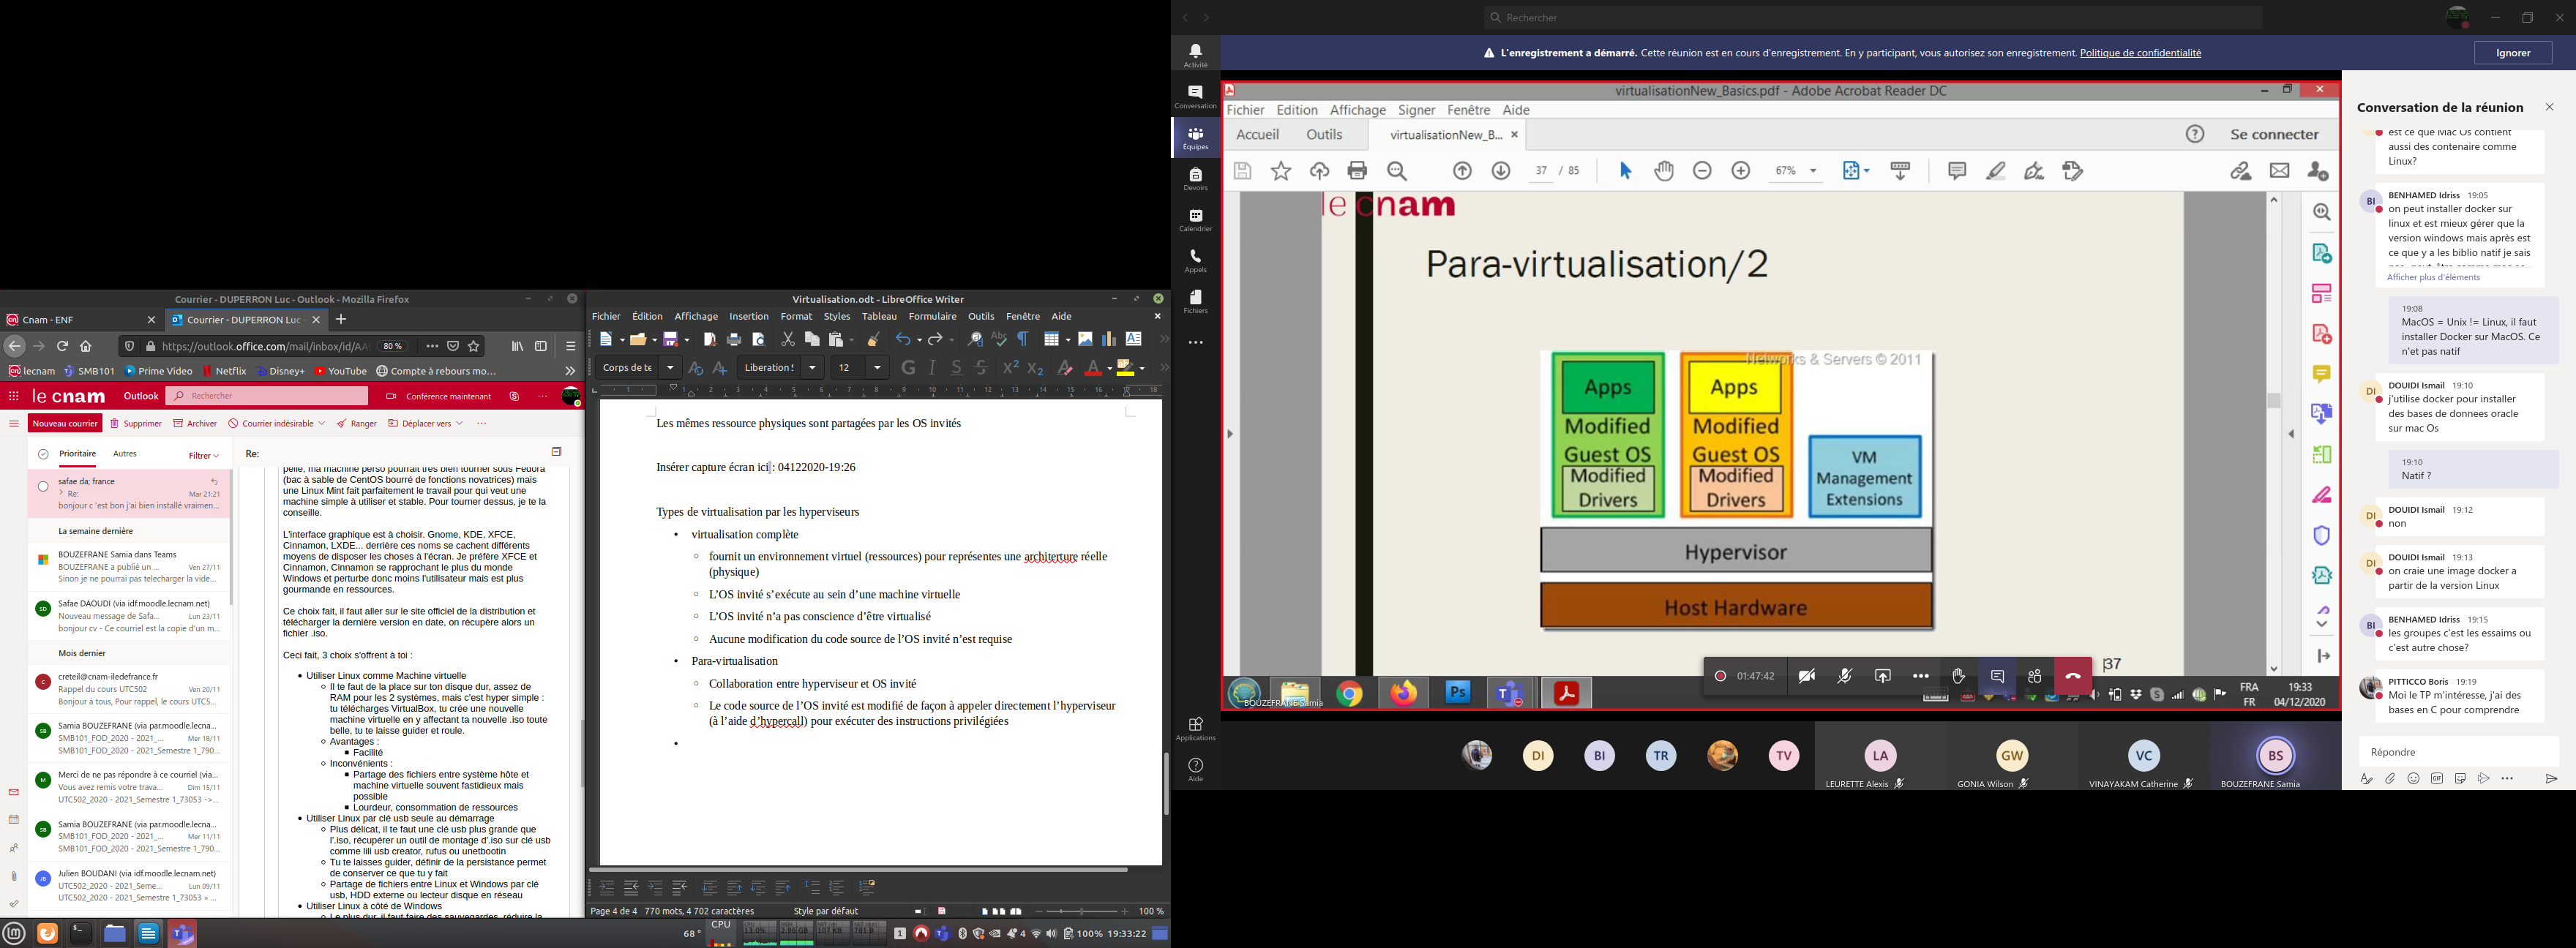 Courrier - DUPERRON Luc - Outlook - Mozilla Firefox
Cnam - ENF
Courrier - DUPERRON Luc -
https://outlook.office.com/mail/inbox/id/AA
80 %
lecnam
SMB101
Prime Video
Netflix
Disney+
YouTube
Compte à rebours mo...
le cnam
Outlook
Rechercher
Conférence maintenant
Nouveau courrier
Supprimer
Archiver
Courrier indésirable
Ranger
Déplacer vers
Prioritaire
Autres
Filtrer
safae da; france
Re:
Mar 21:21
bonjour c 'est bon j'ai bien installé vraimen...
La semaine dernière
BOUZEFRANE Samia dans Teams
BOUZEFRANE a publié un ...
Ven 27/11
Sinon je ne pourrai pas telecharger la vide...
Safae DAOUDI (via idf.moodle.lecnam.net)
Nouveau message de Safa...
Lun 23/11
bonjour cv - Ce courriel est la copie d'un m...
Mois dernier
creteil@cnam-iledefrance.fr
Rappel du cours UTC502
Ven 20/11
Bonjour à tous, Pour rappel, le cours UTC5...
Samia BOUZEFRANE (via par.moodle.lecna...
SMB101_FOD_2020 - 2021_...
Mer 18/11
SMB101_FOD_2020 - 2021_Semestre 1_790...
Merci de ne pas répondre à ce courriel (via...
Vous avez remis votre trava...
Dim 15/11
UTC502_2020 - 2021_Semestre 1_73053 ->...
Samia BOUZEFRANE (via par.moodle.lecna...
SMB101_FOD_2020 - 2021_...
Mer 11/11
SMB101_FOD_2020 - 2021_Semestre 1_790...
Julien BOUDANI (via idf.moodle.lecnam.net)
UTC502_2020 - 2021_Seme...
Lun 09/11
UTC502_2020 - 2021_Semestre 1_73053 » ...
Re:
pelle, ma machine perso pourrait très bien tourner sous Fedora
(bac à sable de CentOS bourré de fonctions novatrices) mais
une Linux Mint fait parfaitement le travail pour qui veut une
machine simple à utiliser et stable. Pour tourner dessus, je te la
conseille.
L'interface graphique est à choisir. Gnome, KDE, XFCE,
Cinnamon, LXDE... derrière ces noms se cachent différents
moyens de disposer les choses à l'écran. Je préfère XFCE et
Cinnamon, Cinnamon se rapprochant le plus du monde
Windows et perturbe donc moins l'utilisateur mais est plus
gourmande en ressources.
Ce choix fait, il faut aller sur le site officiel de la distribution et
télécharger la dernière version en date, on récupère alors un
fichier .iso.
Ceci fait, 3 choix s'offrent à toi :
Utiliser Linux comme Machine virtuelle
Il te faut de la place sur ton disque dur, assez de
RAM pour les 2 systèmes, mais c'est hyper simple :
tu télécharges VirtualBox, tu crée une nouvelle
machine virtuelle en y affectant ta nouvelle .iso toute
belle, tu te laisse guider et roule.
Avantages :
Facilité
Inconvénients :
Partage des fichiers entre système hôte et
machine virtuelle souvent fastidieux mais
possible
Lourdeur, consommation de ressources
Utiliser Linux par clé usb seule au démarrage
Plus délicat, il te faut une clé usb plus grande que
l'.iso, récupérer un outil de montage d'.iso sur clé usb
comme lili usb creator, rufus ou unetbootin
Tu te laisses guider, définir de la persistance permet
de conserver ce que tu y fait
Partage de fichiers entre Linux et Windows par clé
usb, HDD externe ou lecteur disque en réseau
Utiliser Linux à côté de Windows
Le plus dur, il faut faire des sauvegardes, réduire la
Virtualisation.odt - LibreOffice Writer
Fichier Édition Affichage Insertion Format Styles Tableau Formulaire Outils Fenêtre Aide
Corps de te
Liberation S
12
Les mêmes ressource physiques sont partagées par les OS invités
Insérer capture écran ici : 04122020-19:26
Types de virtualisation par les hyperviseurs
virtualisation complète
fournit un environnement virtuel (ressources) pour représentes une architerture réelle
(physique)
L'OS invité s'exécute au sein d'une machine virtuelle
L'OS invité n'a pas conscience d'être virtualisé
Aucune modification du code source de l'OS invité n'est requise
Para-virtualisation
Collaboration entre hyperviseur et OS invité
Le code source de l'OS invité est modifié de façon à appeler directement l'hyperviseur
(à l'aide d'hypercall) pour exécuter des instructions privilégiées
Page 4 de 4
770 mots, 4 702 caractères
Style par défaut
100 %
68 °
CPU
1
4
100%
19:33:22
Rechercher
L'enregistrement a démarré. Cette réunion est en cours d'enregistrement. En y participant, vous autorisez son enregistrement. Politique de confidentialité
Ignorer
Activité
Conversation
Équipes
Devoirs
Calendrier
Appels
Fichiers
Applications
Aide
virtualisationNew_Basics.pdf - Adobe Acrobat Reader DC
Fichier Edition Affichage Signer Fenêtre Aide
Accueil
Outils
virtualisationNew_B...
Se connecter
37 / 85
67%
le cnam
Para-virtualisation/2
Networks & Servers © 2011
Apps
Modified
Guest OS
Modified
Drivers
Apps
Modified
Guest OS
Modified
Drivers
VM
Management
Extensions
Hypervisor
Host Hardware
37
01:47:42
BOUZEFRANE Samia
Ps
FRA
FR
19:33
04/12/2020
DI
BI
TR
TV
LA
LEURETTE Alexis
GW
GONIA Wilson
VC
VINAYAKAM Catherine
BS
BOUZEFRANE Samia
Conversation de la réunion
est ce que Mac Os contient
aussi des contenaire comme
Linux?
BI
BENHAMED Idriss 19:05
on peut installer docker sur
linux et est mieux gérer que la
version windows mais après est
ce que y a les biblio natif je sais
Afficher plus d'éléments
19:08
MacOS = Unix != Linux, il faut
installer Docker sur MacOS. Ce
n'et pas natif
DI
DOUIDI Ismail 19:10
j'utilise docker pour installer
des bases de donnees oracle
sur mac Os
19:10
Natif ?
DI
DOUIDI Ismail 19:12
non
DI
DOUIDI Ismail 19:13
on craie une image docker a
partir de la version Linux
BI
BENHAMED Idriss 19:15
les groupes c'est les essaims ou
c'est autre chose?
PITTICCO Boris 19:19
Moi le TP m'intéresse, j'ai des
bases en C pour comprendre
Répondre